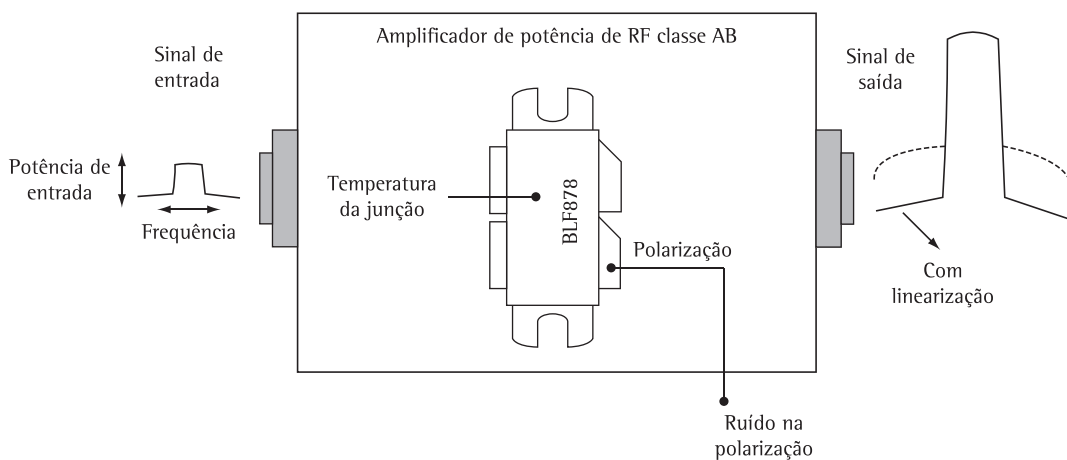 Amplificador de potência de RF classe AB
Sinal de
entrada
Sinal de
saída
Potência de
entrada
Frequência
Temperatura
da junção
BLF878
Polarização
Com
linearização
Ruído na
polarização